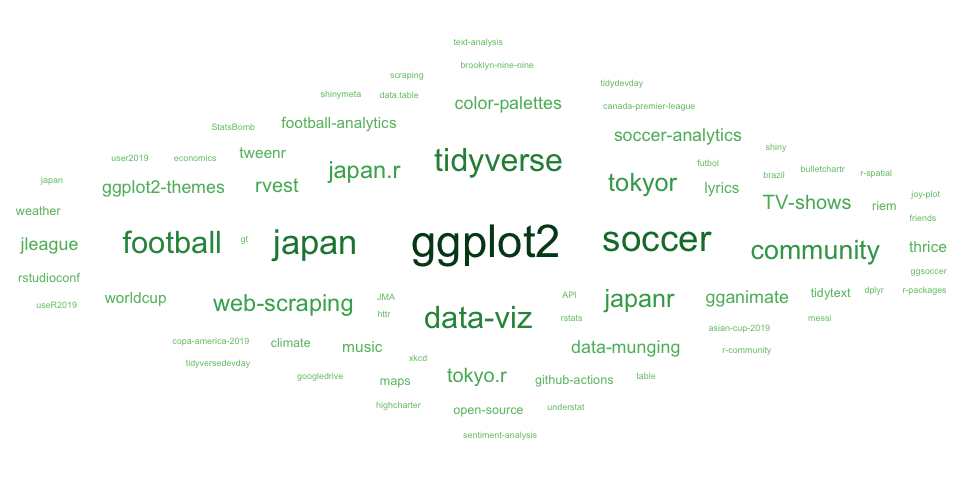 text-analysis
brooklyn-nine-nine
scraping
tidydevday
shinymeta
data.table
color-palettes
canada-premier-league
StatsBomb
football-analytics
soccer-analytics
user2019
economics
tweenr
tidyverse
shiny
japan
ggplot2-themes
rvest
japan.r
tokyor
futbol
lyrics
brazil
bulletchartr
r-spatial
weather
TV-shows
riem
joy-plot
friends
jleague
football
gt
japan
ggplot2
soccer
community
thrice
rstudioconf
ggsoccer
useR2019
worldcup
web-scraping
JMA
httr
data-viz
API
rstats
japanr
gganimate
tidytext
dplyr
r-packages
messi
copa-america-2019
climate
music
asian-cup-2019
data-munging
r-community
tidyversedevday
xkcd
googledrive
maps
tokyo.r
github-actions
table
highcharter
open-source
understat
sentiment-analysis